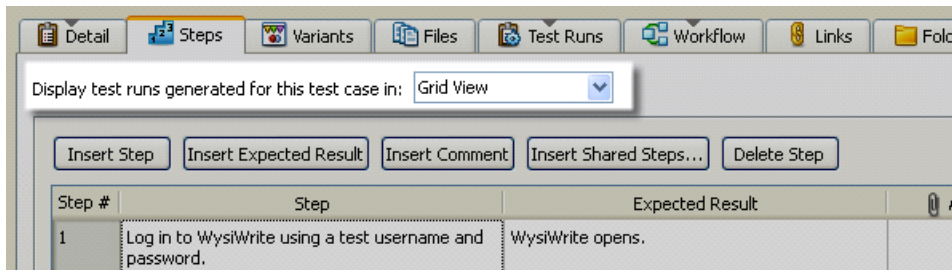 Detail Steps Variants Files Test Runs Workflow Links
Display test runs generated for this test case in: Grid View
Insert Step Insert Expected Result Insert Comment Insert Shared Steps... Delete Step
Step # Step Expected Result
1 Log in to WysiWrite using a test username and WysiWrite opens.
password.